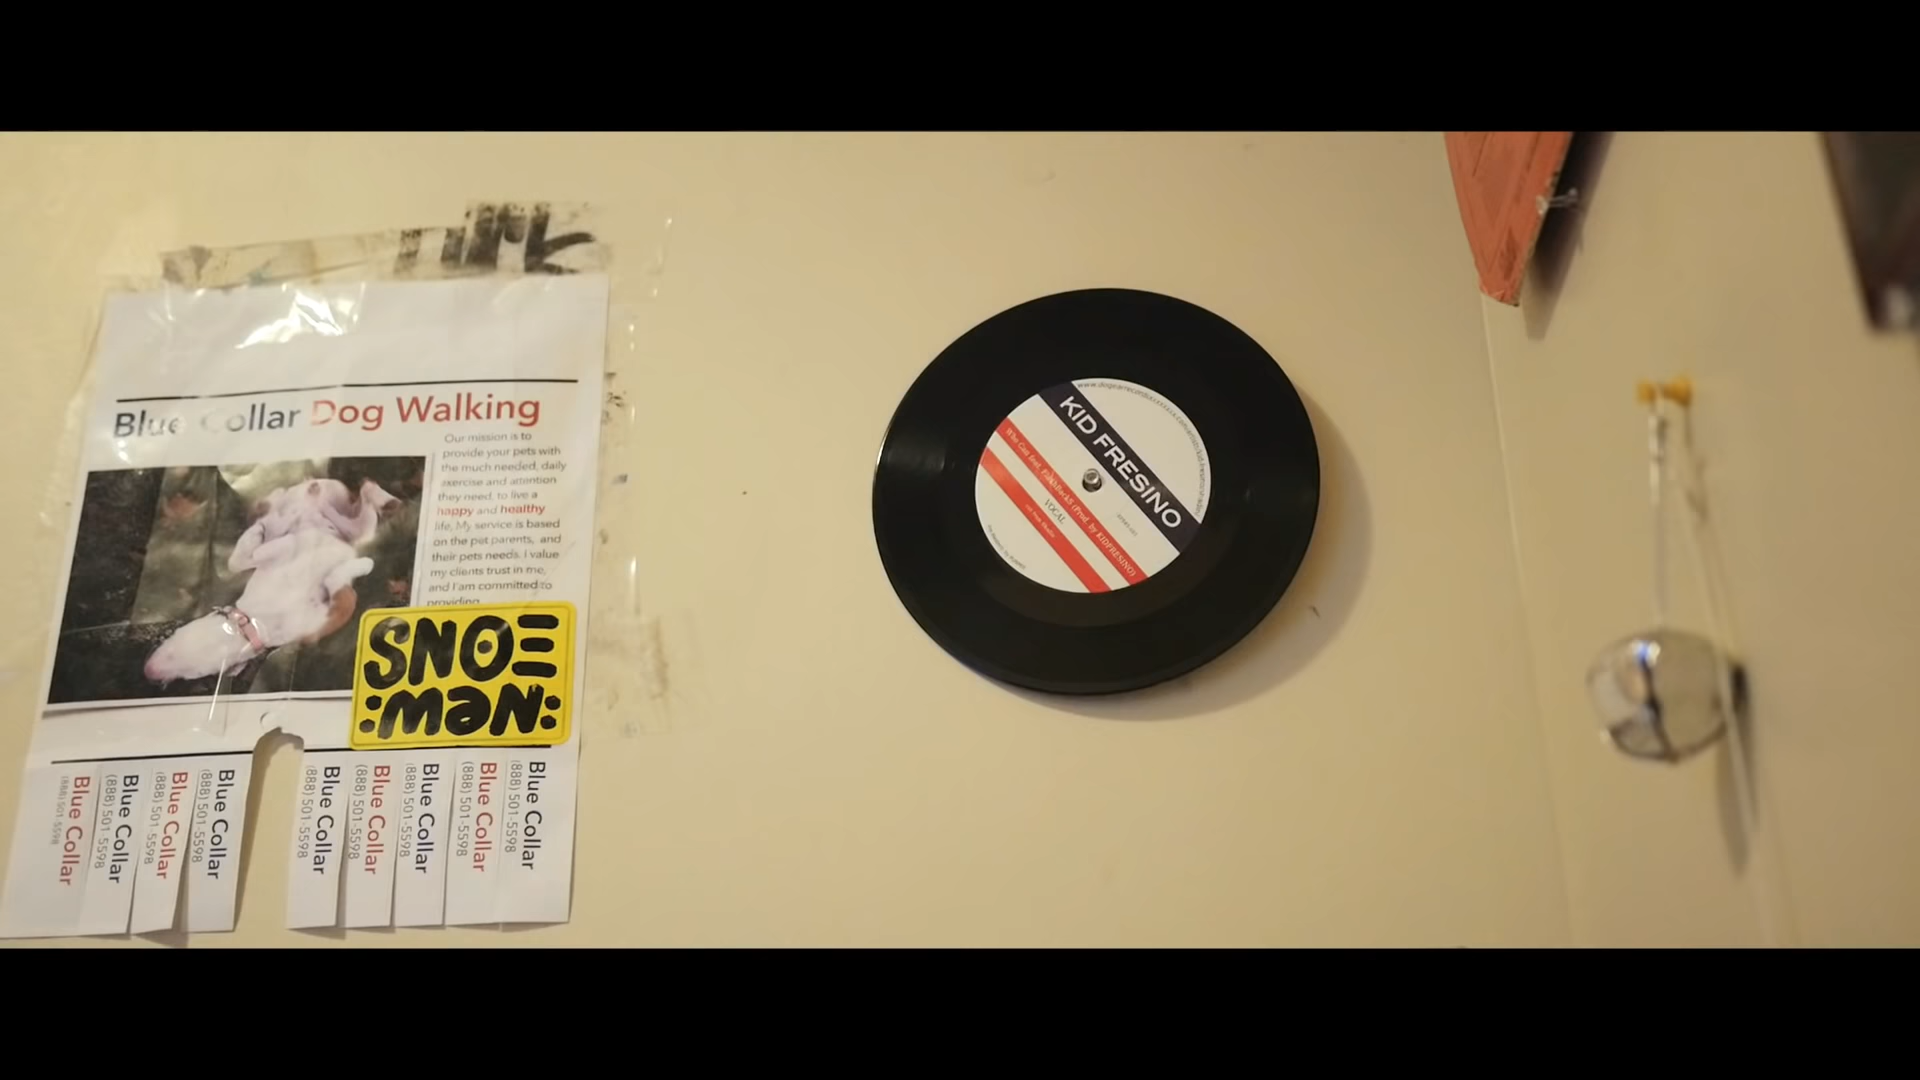 Blue Collar Dog Walking
Our mission is to
provide your pets with
the much needed, daily
exercise and attention
they need, to live a
happy and healthy
life. My service is based
on the pet parents, and
their pets needs. I value
my clients trust in me,
and I am committed to
providing
SNOE
:man:
Blue Collar
(888) 501-5598
Blue Collar
(888) 501-5598
Blue Collar
(888) 501-5598
Blue Collar
(888) 501-5598
Blue Collar
(888) 501-5598
Blue Collar
(888) 501-5598
Blue Collar
(888) 501-5598
Blue Collar
(888) 501-5598
Blue Collar
(888) 501-5598
KID FRESINO
(Prod. by KIDFRESINO)
VOCAL